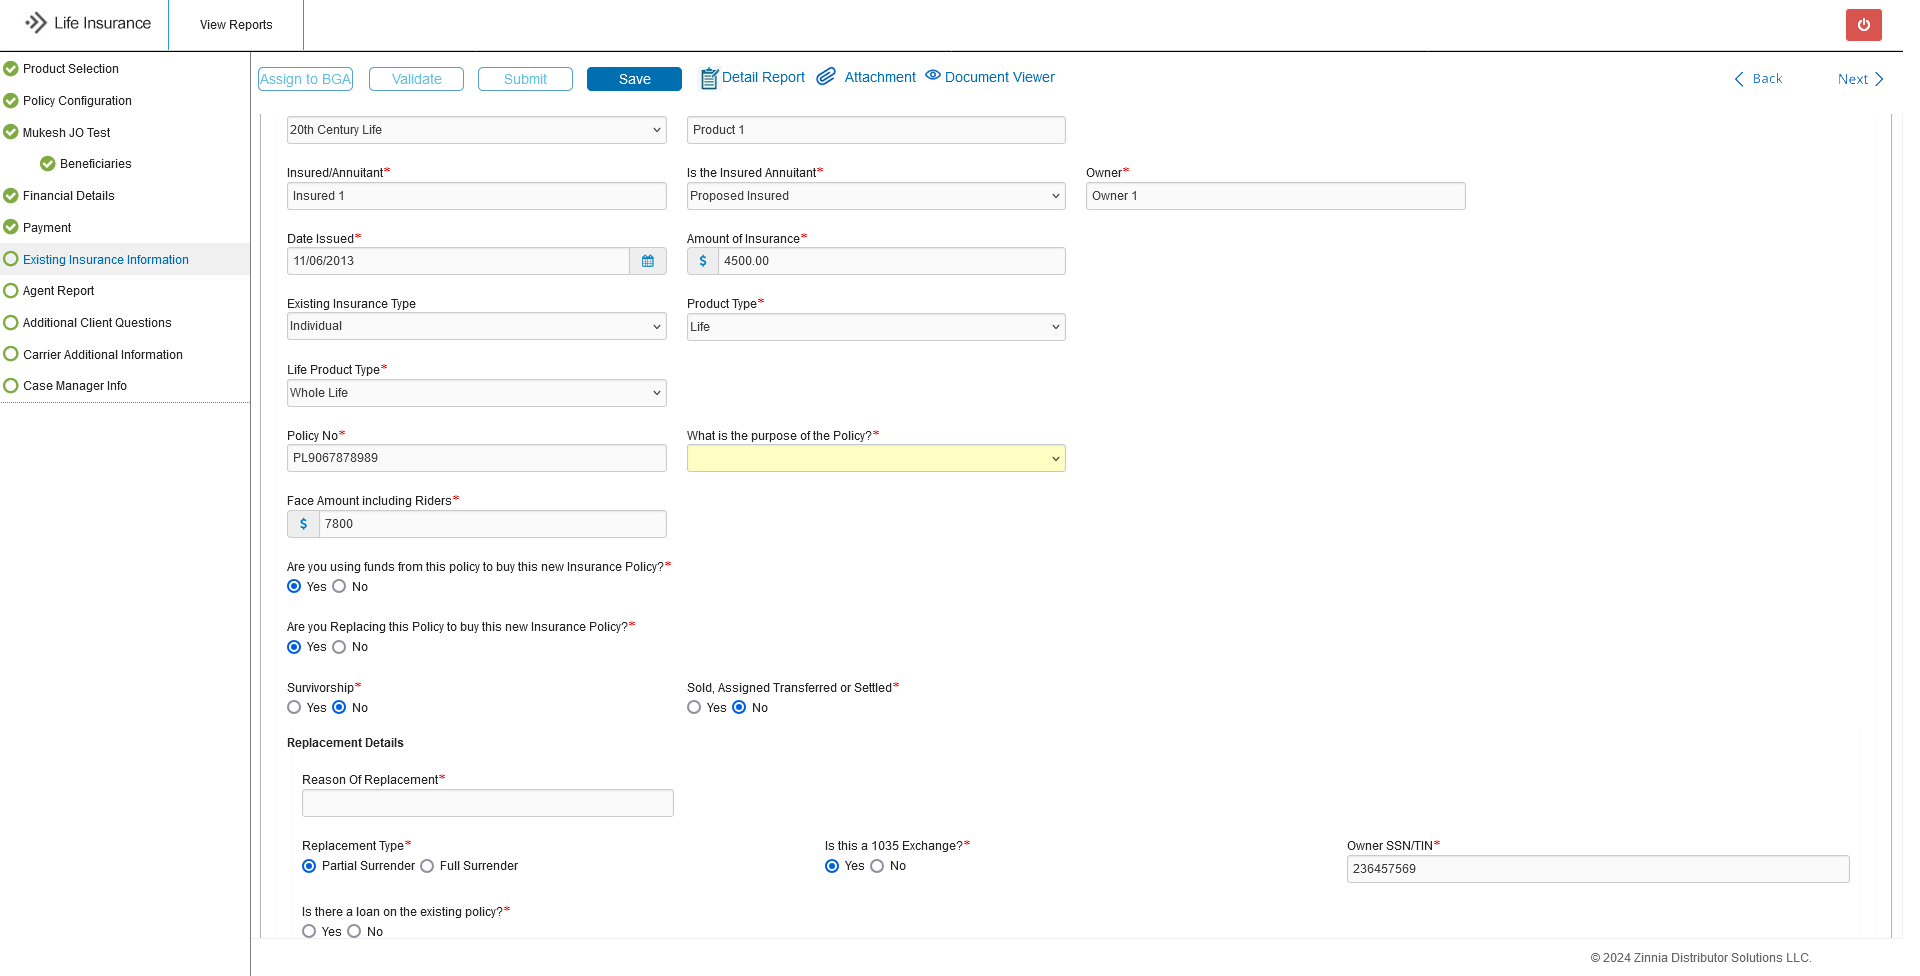 Life Insurance
View Reports
Product Selection
Policy Configuration
Mukesh JO Test
Beneficiaries
Financial Details
Payment
Existing Insurance Information
Agent Report
Additional Client Questions
Carrier Additional Information
Case Manager Info
Assign to BGA Validate Submit Save Detail Report Attachment Document Viewer Back Next
20th Century Life Product 1
Insured/Annuitant* Is the Insured Annuitant* Owner*
Insured 1 Proposed Insured Owner 1
Date Issued* Amount of Insurance*
11/06/2013 $ 4500.00
Existing Insurance Type Product Type*
Individual Life
Life Product Type*
Whole Life
Policy No* What is the purpose of the Policy?*
PL9067878989
Face Amount including Riders*
$ 7800
Are you using funds from this policy to buy this new Insurance Policy?*
Yes No
Are you Replacing this Policy to buy this new Insurance Policy?*
Yes No
Survivorship* Sold, Assigned Transferred or Settled*
Yes No Yes No
Replacement Details
Reason Of Replacement*
Replacement Type* Is this a 1035 Exchange?* Owner SSN/TIN*
Partial Surrender Full Surrender Yes No 236457569
Is there a loan on the existing policy?*
Yes No
© 2024 Zinnia Distributor Solutions LLC.